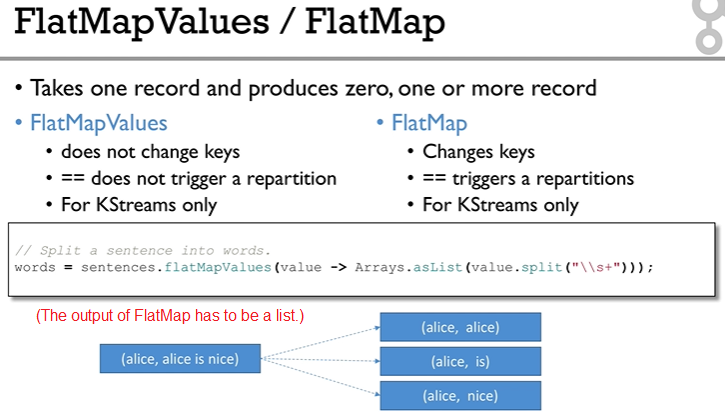 FlatMapValues / FlatMap
• Takes one record and produces zero, one or more record
• FlatMapValues
• does not change keys
• == does not trigger a repartition
• For KStreams only
• FlatMap
• Changes keys
• == triggers a repartitions
• For KStreams only
// Split a sentence into words.
words = sentences.flatMapValues(value -> Arrays.asList(value.split("\\s+")));
(The output of FlatMap has to be a list.)
(alice, alice is nice)
(alice, alice)
(alice, is)
(alice, nice)